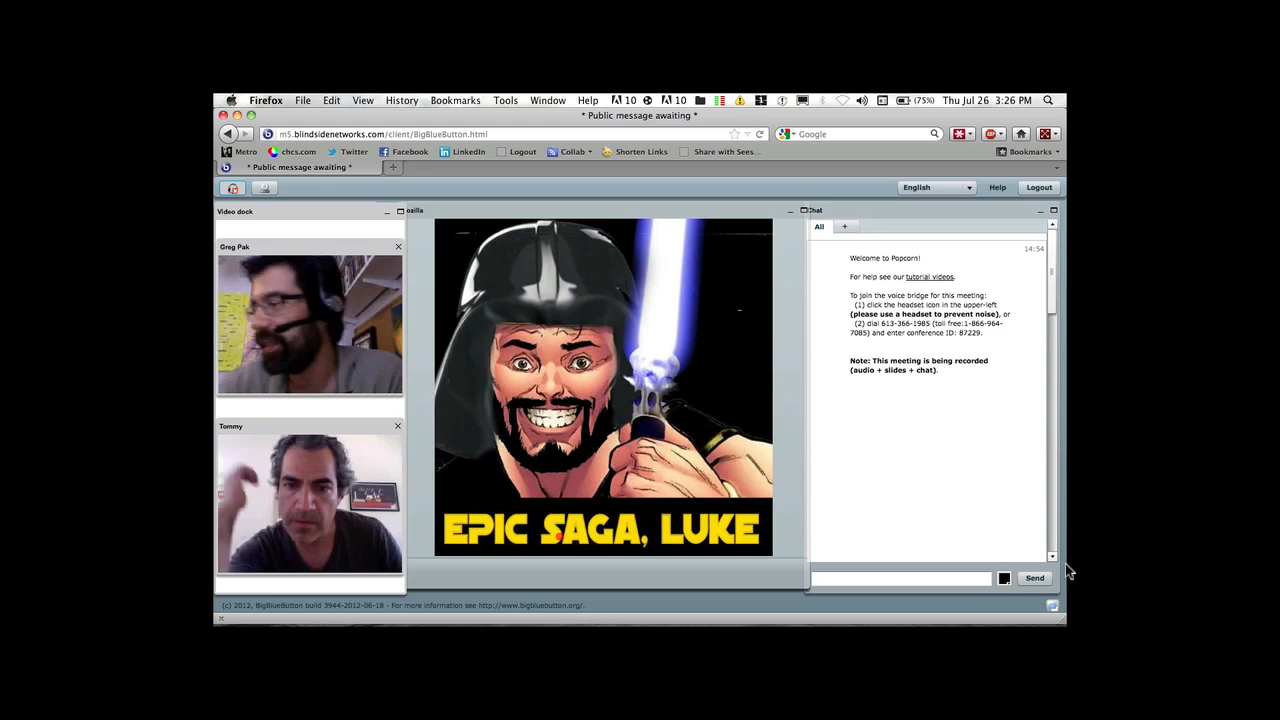 Firefox File Edit View History Bookmarks Tools Window Help 10 10 (75%) Thu Jul 26 3:26 PM
* Public message awaiting *
m5.blindsidenetworks.com/client/BigBlueButton.html Google
Metro chcs.com Twitter Facebook LinkedIn Logout Collab Shorten Links Share with Sees... Bookmarks
* Public message awaiting *
English Help Logout
Video dock ozilla Chat
All +
Greg Pak
14:54
Welcome to Popcorn!
For help see our tutorial videos.
To join the voice bridge for this meeting:
(1) click the headset icon in the upper-left
(please use a headset to prevent noise), or
(2) dial 613-366-1985 (toll free:1-866-964-
7085) and enter conference ID: 87229.
Note: This meeting is being recorded
(audio + slides + chat).
Tommy
EPIC SAGA, LUKE
Send
(c) 2012, BigBlueButton build 3944-2012-06-18 - For more information see http://www.bigbluebutton.org/.